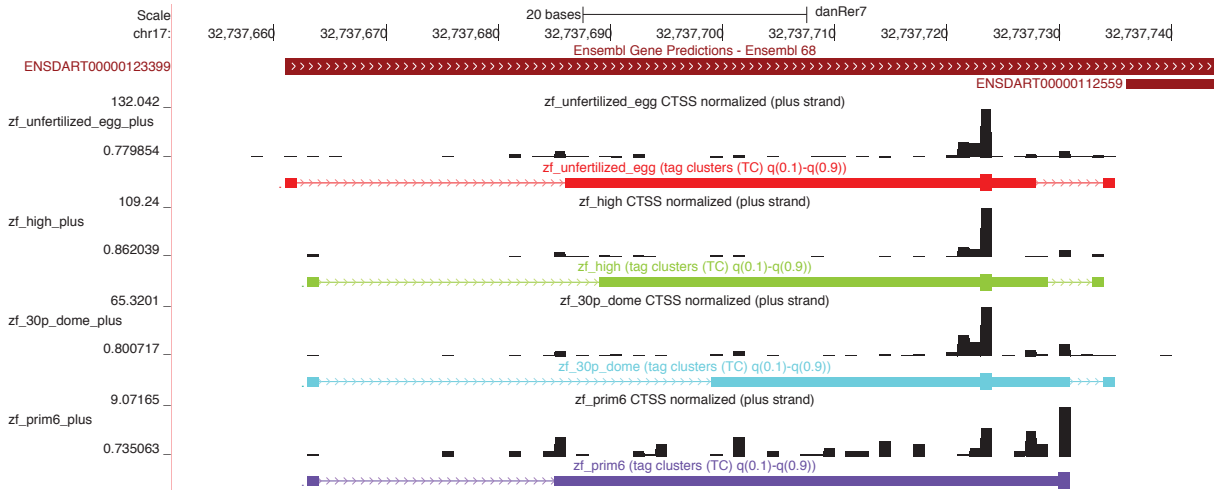 Scale 20 bases danRer7
chr17: 32,737,660 32,737,670 32,737,680 32,737,690 32,737,700 32,737,710 32,737,720 32,737,730 32,737,740
Ensembl Gene Predictions - Ensembl 68
ENSDART00000123399
ENSDART00000112559
132.042 _ zf_unfertilized_egg CTSS normalized (plus strand)
zf_unfertilized_egg_plus
0.779854 _
zf_unfertilized_egg (tag clusters (TC) q(0.1)-q(0.9))
109.24 _ zf_high CTSS normalized (plus strand)
zf_high_plus
0.862039 _
zf_high (tag clusters (TC) q(0.1)-q(0.9))
65.3201 _ zf_30p_dome CTSS normalized (plus strand)
zf_30p_dome_plus
0.800717 _
zf_30p_dome (tag clusters (TC) q(0.1)-q(0.9))
9.07165 _ zf_prim6 CTSS normalized (plus strand)
zf_prim6_plus
0.735063 _
zf_prim6 (tag clusters (TC) q(0.1)-q(0.9))